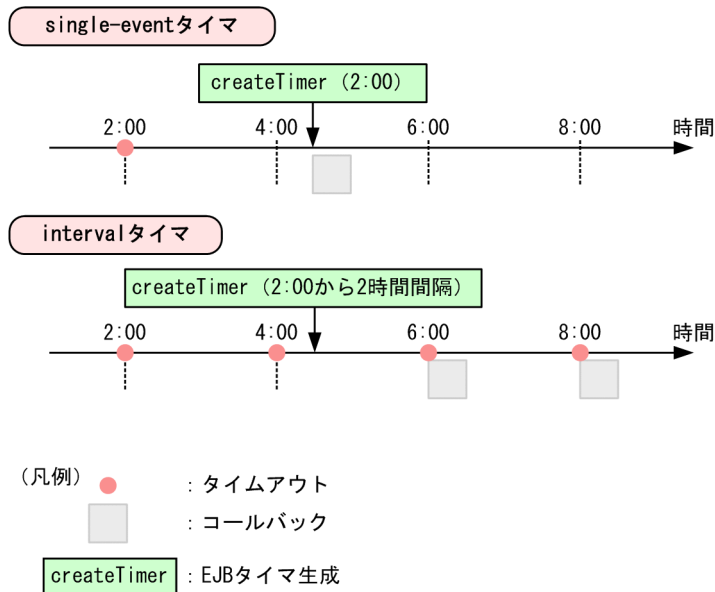 single-eventタイマ
createTimer（2:00）
2:00 4:00 6:00 8:00 時間
intervalタイマ
createTimer（2:00から2時間間隔）
2:00 4:00 6:00 8:00 時間
（凡例）
：タイムアウト
：コールバック
createTimer ：EJBタイマ生成